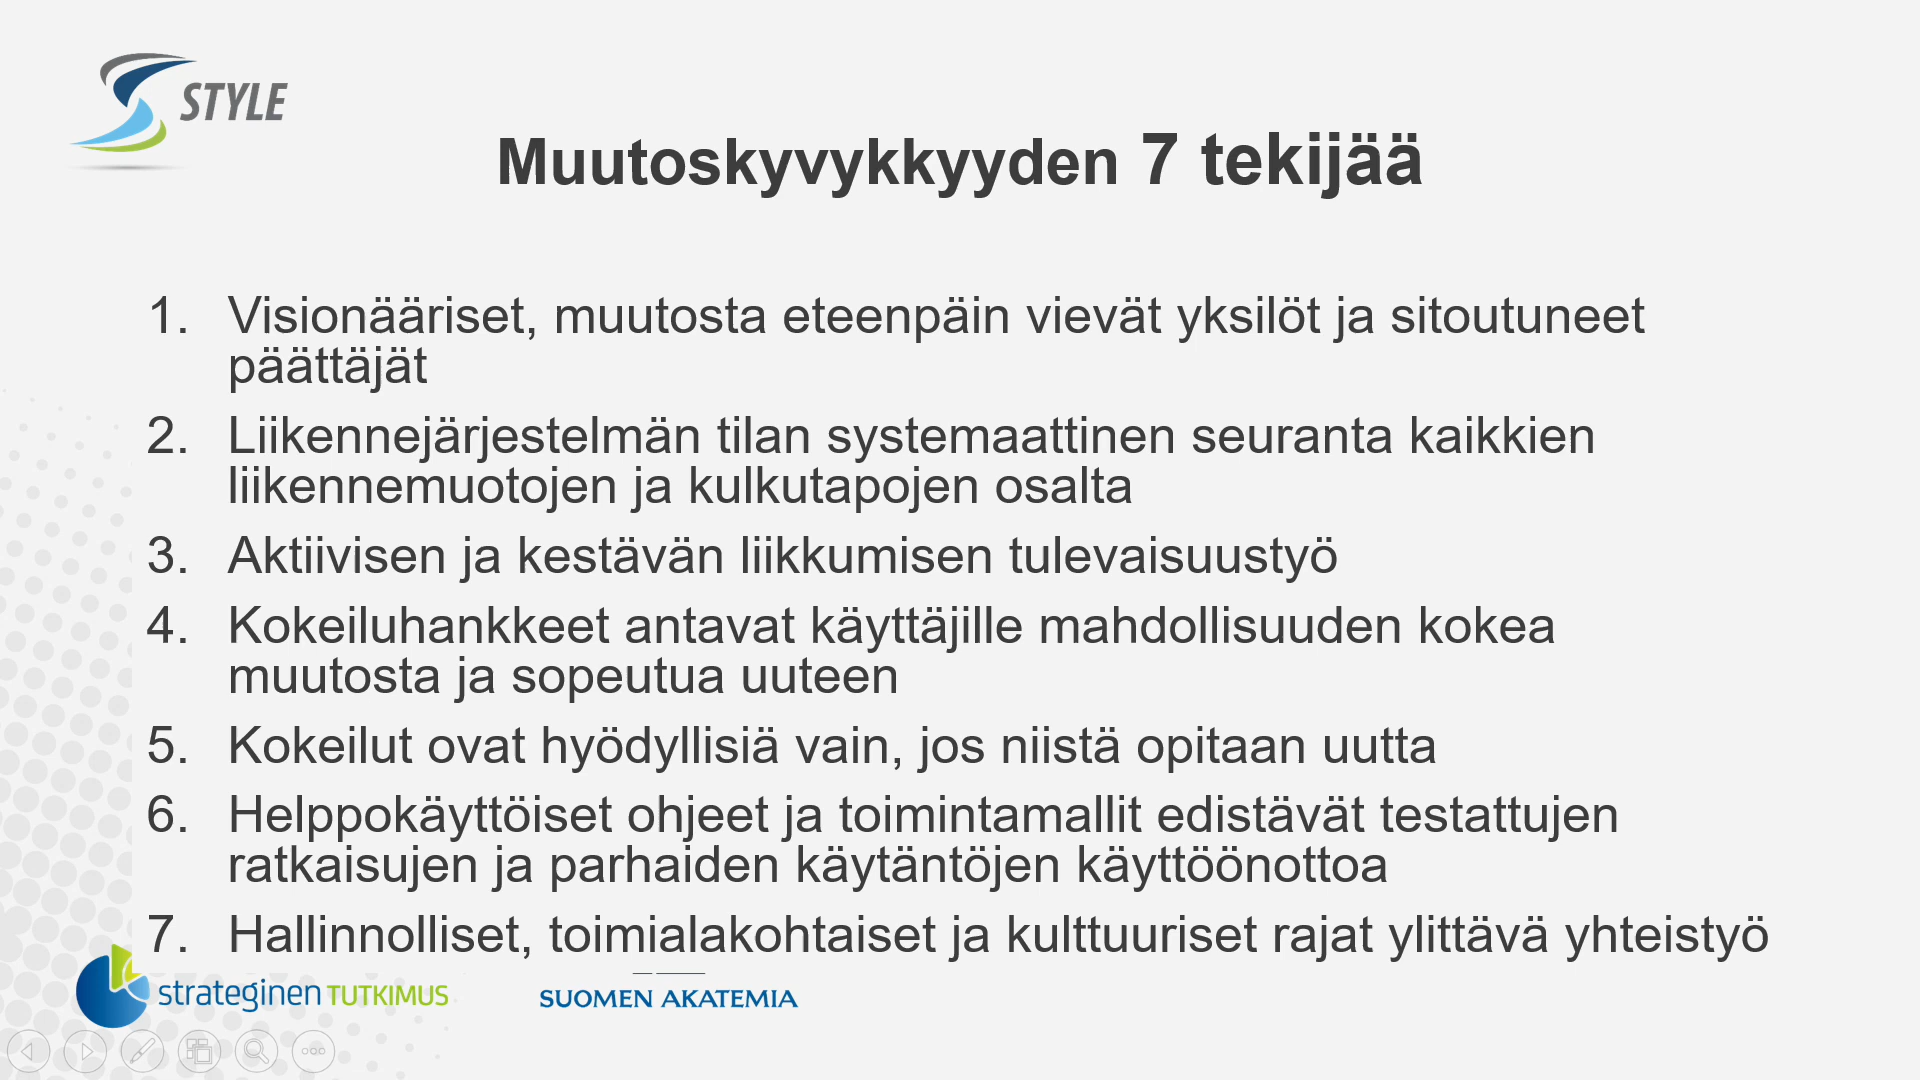 STYLE
Muutoskyvykkyyden 7 tekijää
1. Visionääriset, muutosta eteenpäin vievät yksilöt ja sitoutuneet
päättäjät
2. Liikennejärjestelmän tilan systemaattinen seuranta kaikkien
liikennemuotojen ja kulkutapojen osalta
3. Aktiivisen ja kestävän liikkumisen tulevaisuustyö
4. Kokeiluhankkeet antavat käyttäjille mahdollisuuden kokea
muutosta ja sopeutua uuteen
5. Kokeilut ovat hyödyllisiä vain, jos niistä opitaan uutta
6. Helppokäyttöiset ohjeet ja toimintamallit edistävät testattujen
ratkaisujen ja parhaiden käytäntöjen käyttöönottoa
7. Hallinnolliset, toimialakohtaiset ja kulttuuriset rajat ylittävä yhteistyö
strateginen TUTKIMUS
SUOMEN AKATEMIA